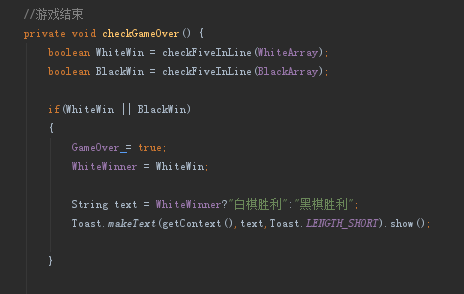 //游戏结束
private void checkGameOver() {
boolean WhiteWin = checkFiveInLine(WhiteArray);
boolean BlackWin = checkFiveInLine(BlackArray);
if(WhiteWin || BlackWin)
{
GameOver = true;
WhiteWinner = WhiteWin;
String text = WhiteWinner?"白棋胜利":"黑棋胜利";
Toast.makeText(getContext(),text,Toast.LENGTH_SHORT).show();
}